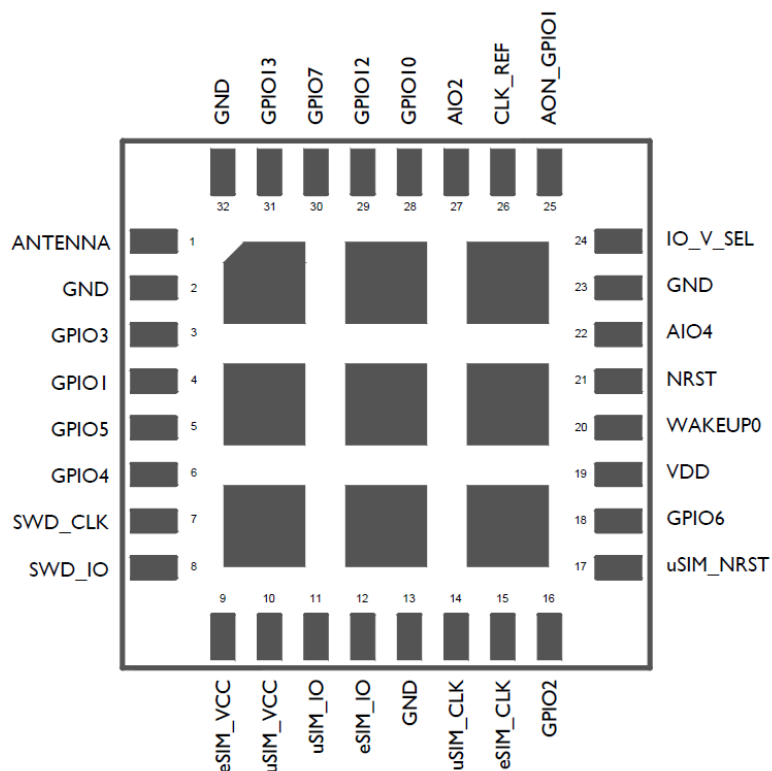 GND
GPIO13
GPIO7
GPIO12
GPIO10
AIO2
CLK_REF
AON_GPIO1
32
31
30
29
28
27
26
25
ANTENNA 1
GND 2
GPIO3 3
GPIO1 4
GPIO5 5
GPIO4 6
SWD_CLK 7
SWD_IO 8
24 IO_V_SEL
23 GND
22 AIO4
21 NRST
20 WAKEUP0
19 VDD
18 GPIO6
17 uSIM_NRST
9
10
11
12
13
14
15
16
eSIM_VCC
uSIM_VCC
uSIM_IO
eSIM_IO
GND
uSIM_CLK
eSIM_CLK
GPIO2